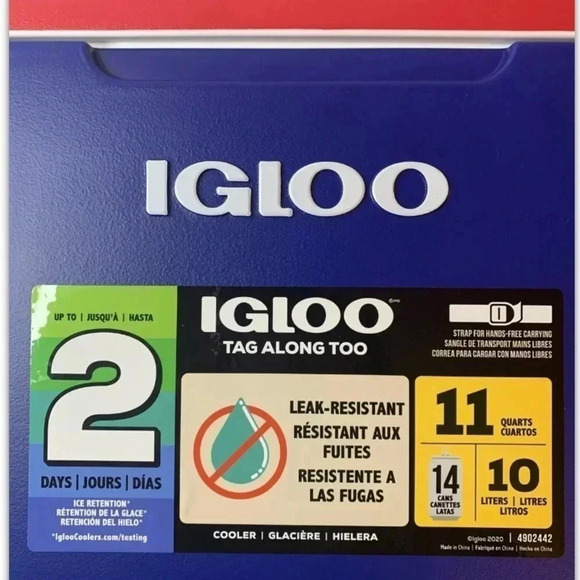 IGLOO
UP TO | JUSQU'À | HASTA
2
DAYS | JOURS | DÍAS
ICE RETENTION*
RÉTENTION DE LA GLACE*
RETENCIÓN DEL HIELO*
*IglooCoolers.com/testing
IGLOO
TAG ALONG TOO
STRAP FOR HANDS-FREE CARRYING
SANGLE DE TRANSPORT MAINS LIBRES
CORREA PARA CARGAR CON MANOS LIBRES
LEAK-RESISTANT
RÉSISTANT AUX
FUITES
RESISTENTE A
LAS FUGAS
11 QUARTS
CUARTOS
14
CANS
CANETTES
LATAS
10
LITERS | LITRES
LITROS
COOLER | GLACIÈRE | HIELERA
©Igloo 2020 | 4902442
Made in China | Fabriqué en Chine | Hecho en China